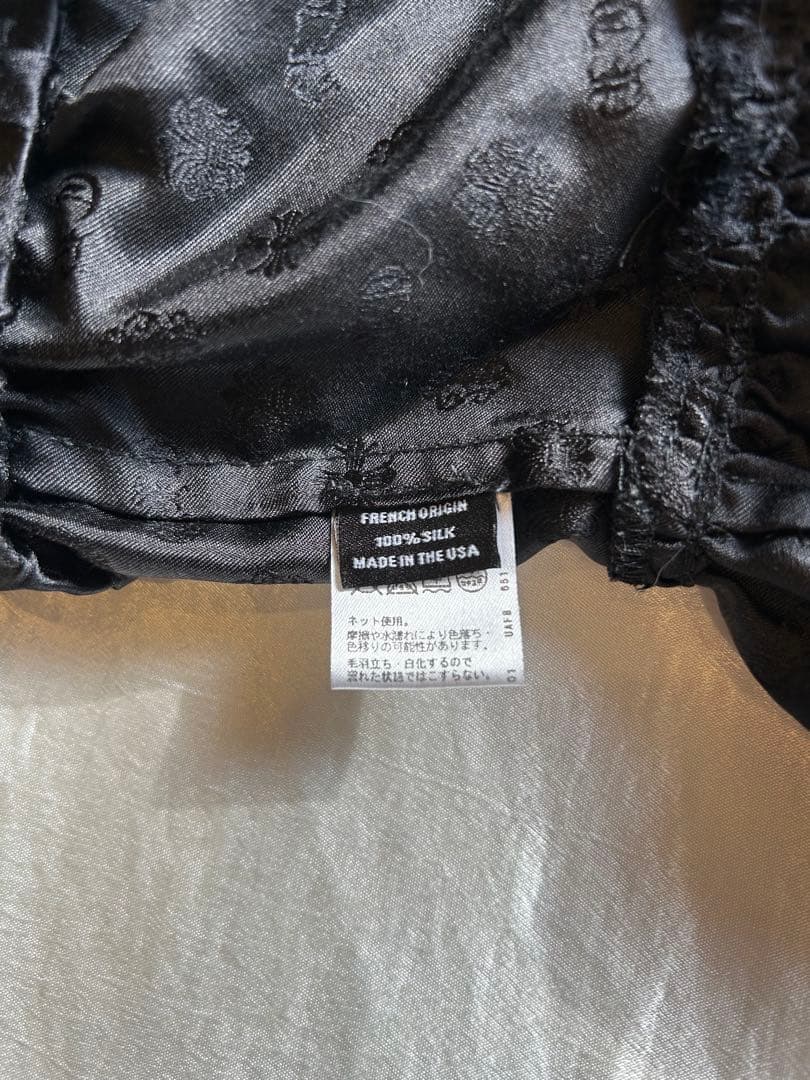 FRENCH ORIGIN
100% SILK
MADE IN THE USA
ネット使用。
摩擦や水濡れにより色落ち・
色移りの可能性があります。
毛羽立ち・白化するので
濡れた状態ではこすらない。
01 UAFB 651